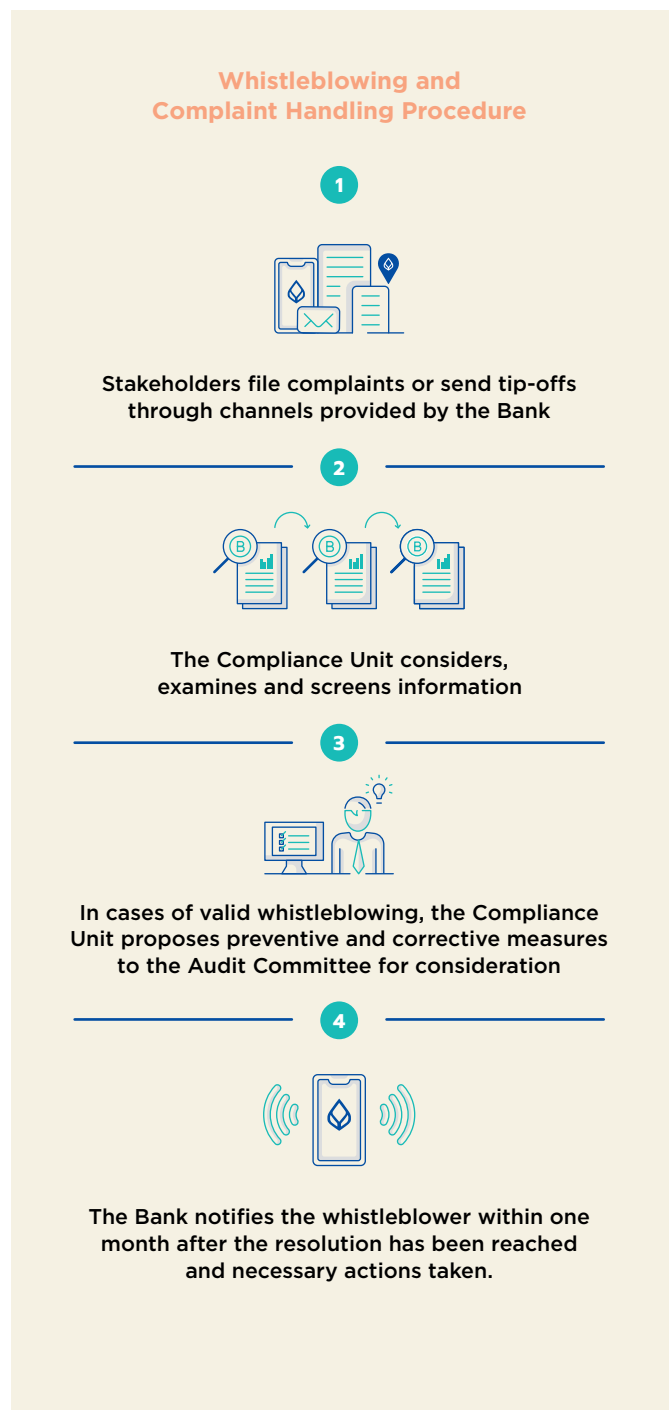 Whistleblowing and
Complaint Handling Procedure
1
Stakeholders file complaints or send tip-offs
through channels provided by the Bank
2
B B B
The Compliance Unit considers,
examines and screens information
3
In cases of valid whistleblowing, the Compliance
Unit proposes preventive and corrective measures
to the Audit Committee for consideration
4
The Bank notifies the whistleblower within one
month after the resolution has been reached
and necessary actions taken.